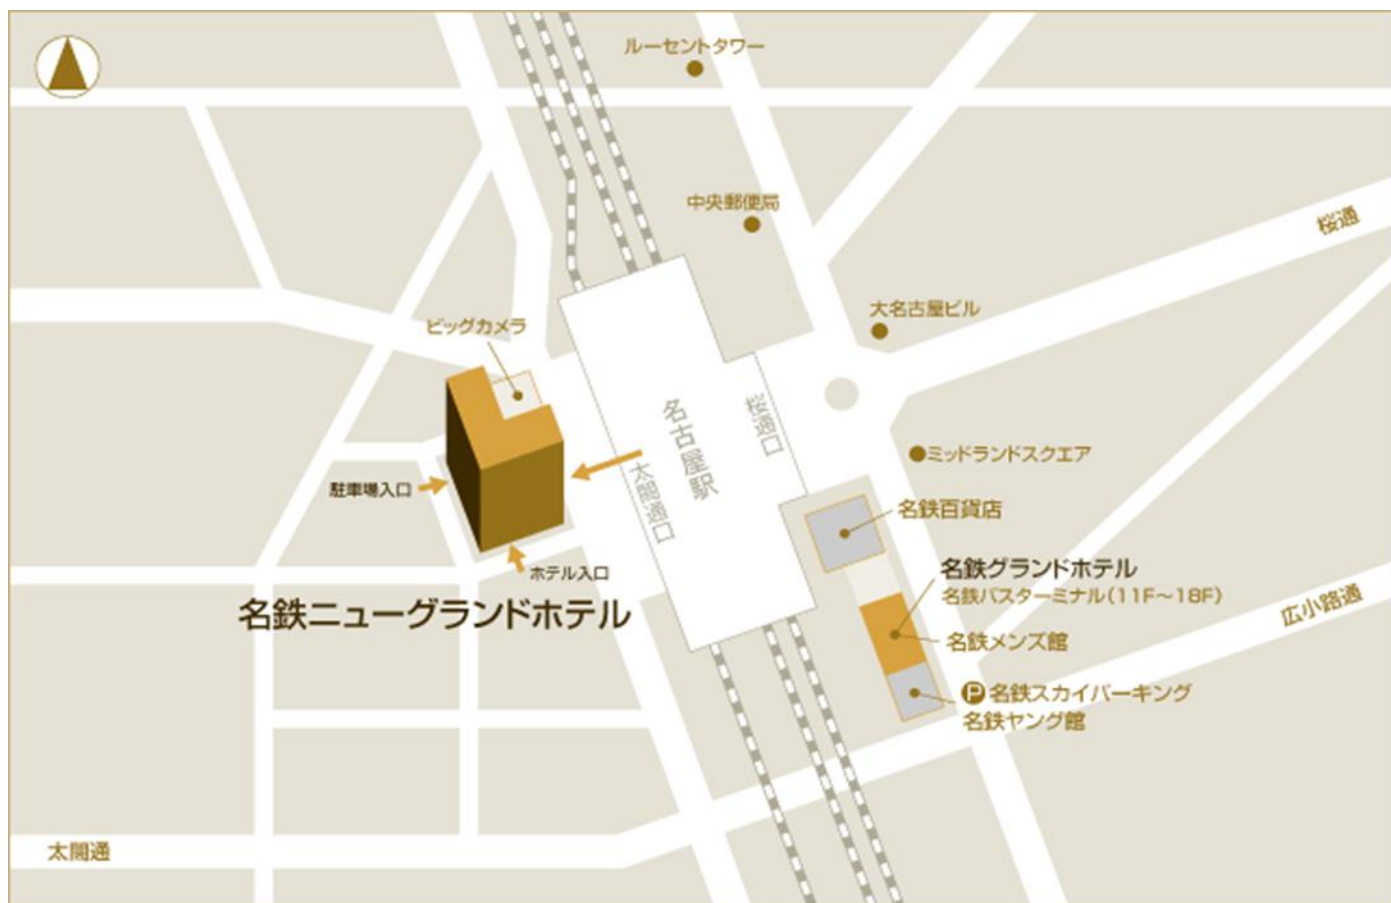 ルーセントタワー
中央郵便局
桜通
大名古屋ビル
ビッグカメラ
名古屋駅
桜通口
太閤通口
ミッドランドスクエア
駐車場入口
名鉄百貨店
ホテル入口
名鉄グランドホテル
名鉄バスターミナル(11F～18F)
名鉄ニューグランドホテル
広小路通
名鉄メンズ館
P 名鉄スカイパーキング
名鉄ヤング館
太閤通